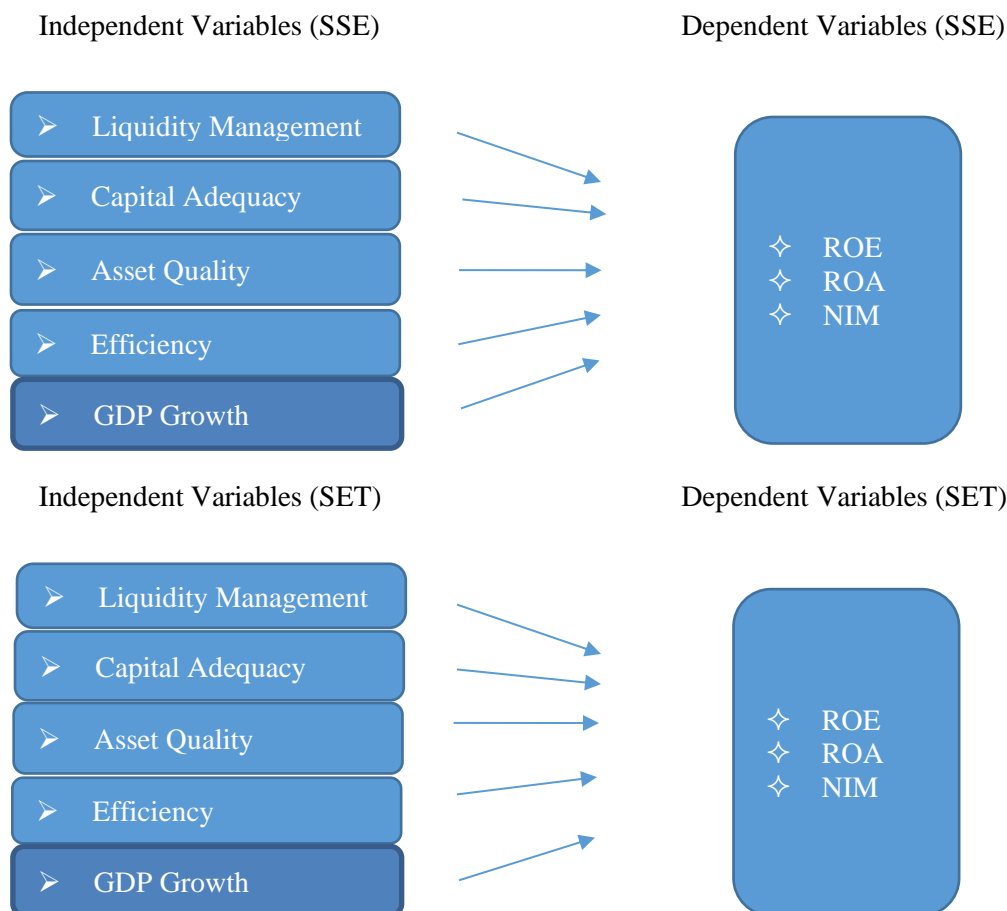 Independent Variables (SSE)
Dependent Variables (SSE)
➢ Liquidity Management
➢ Capital Adequacy
➢ Asset Quality
➢ Efficiency
➢ GDP Growth
✧ ROE
✧ ROA
✧ NIM
Independent Variables (SET)
Dependent Variables (SET)
➢ Liquidity Management
➢ Capital Adequacy
➢ Asset Quality
➢ Efficiency
➢ GDP Growth
✧ ROE
✧ ROA
✧ NIM